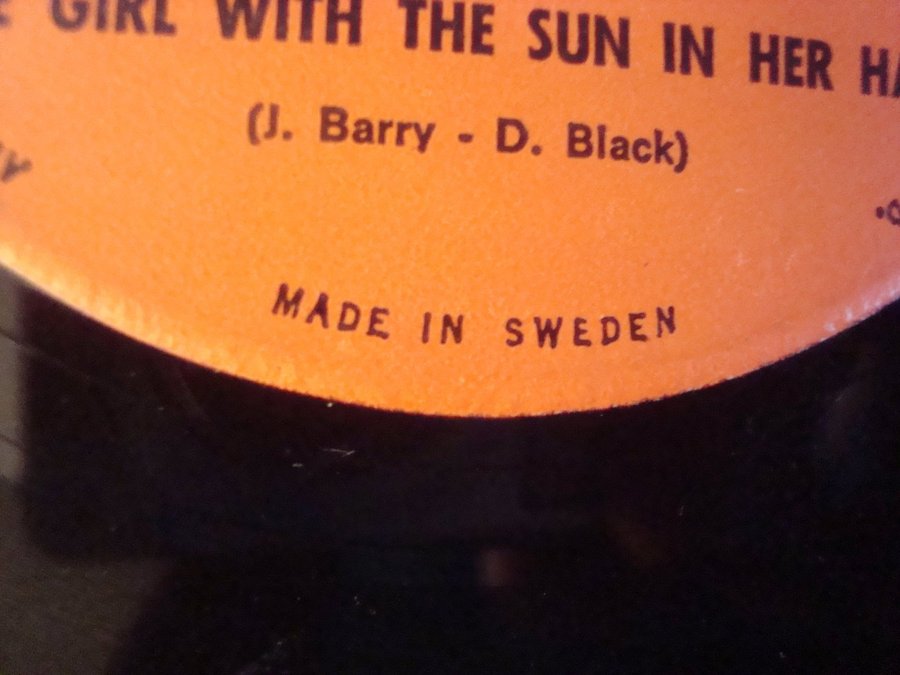 GIRL WITH THE SUN IN HER
(J. Barry - D. Black)
MADE IN SWEDEN